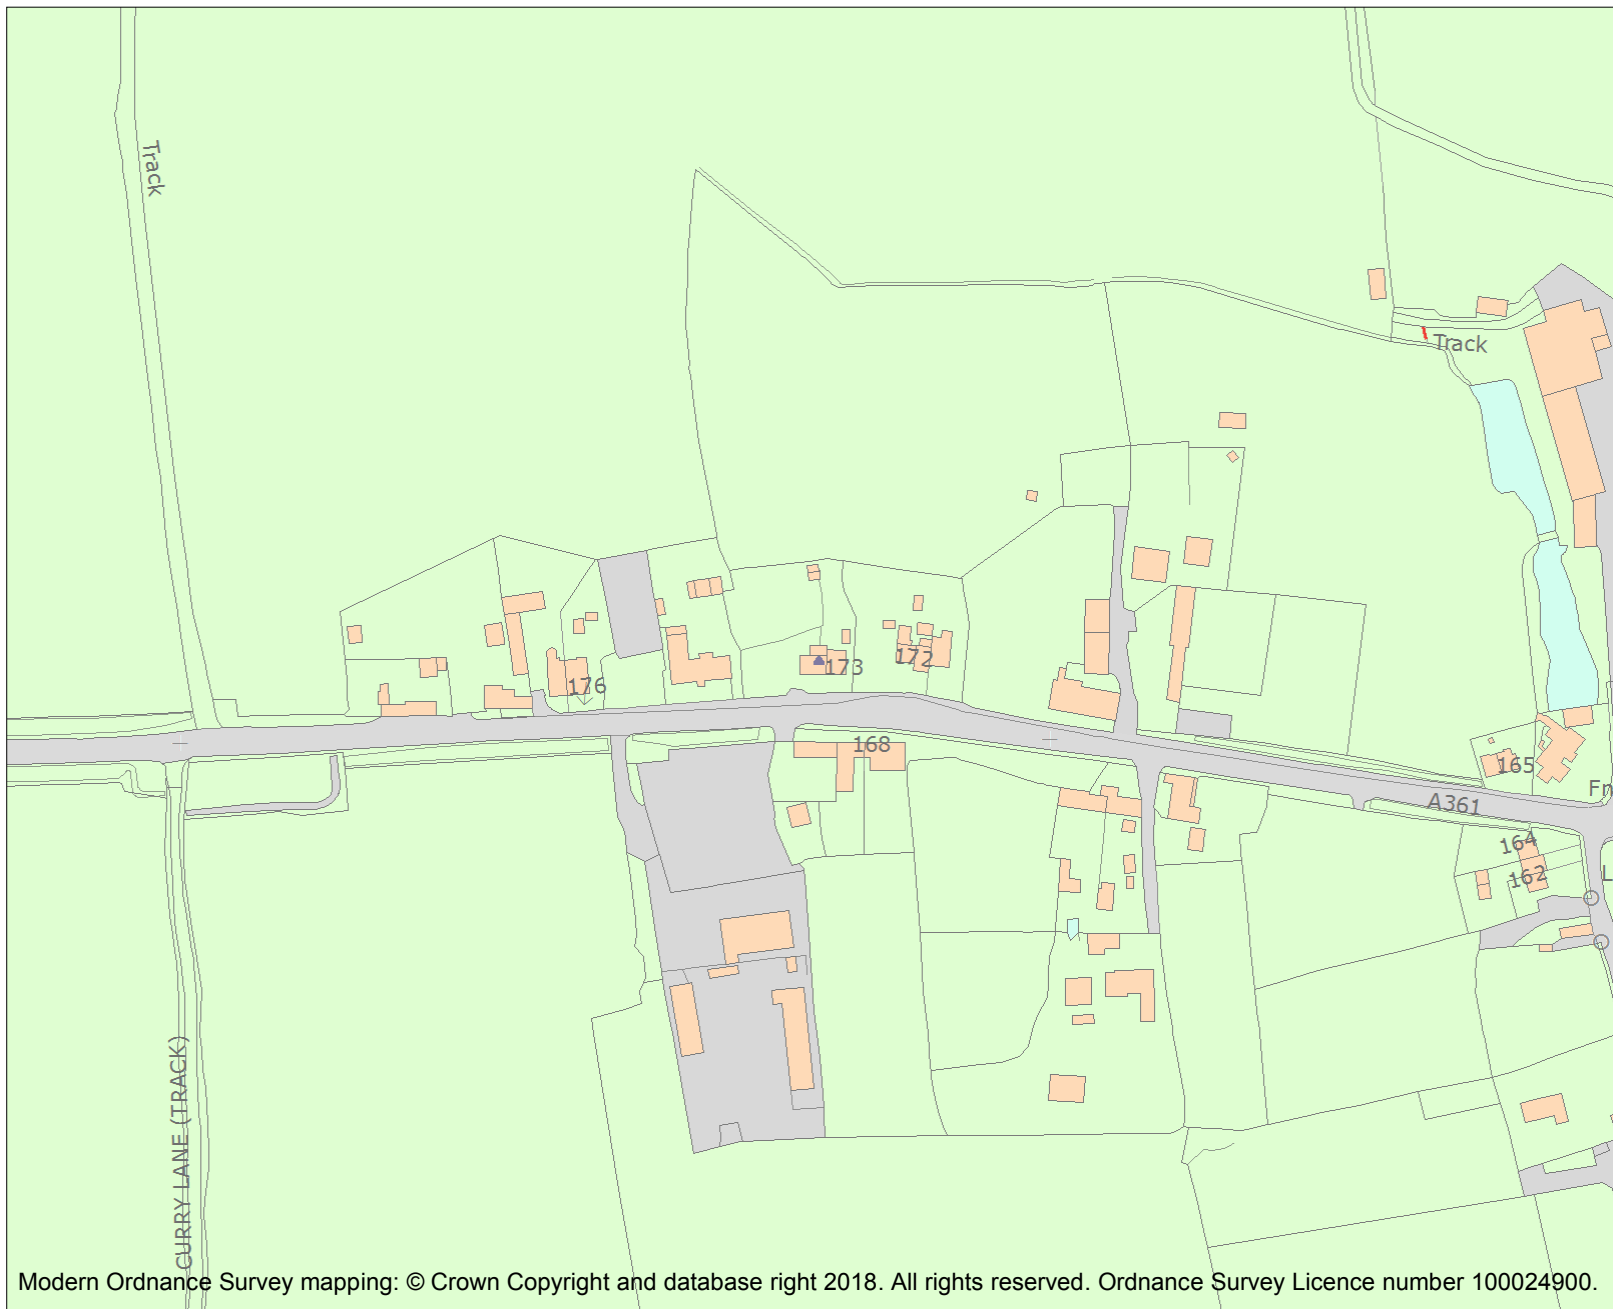 Track
Track
173
172
176
168
165
Fn
A361
164
162
L
CURRY LANE (TRACK)
Modern Ordnance Survey mapping: © Crown Copyright and database right 2018. All rights reserved. Ordnance Survey Licence number 100024900.